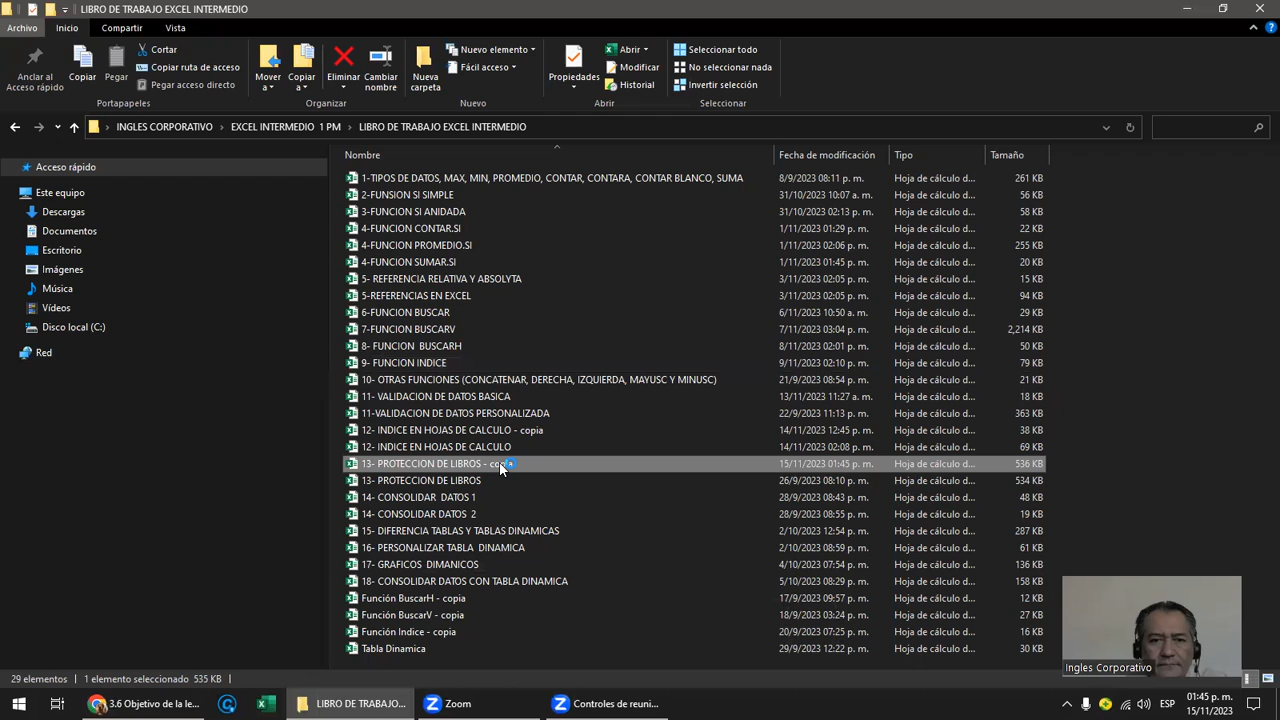 LIBRO DE TRABAJO EXCEL INTERMEDIO
Archivo Inicio Compartir Vista
Anclar al Acceso rápido
Copiar
Pegar
Cortar
Copiar ruta de acceso
Pegar acceso directo
Portapapeles
Mover a
Copiar a
Eliminar
Cambiar nombre
Organizar
Nueva carpeta
Nuevo elemento
Fácil acceso
Nuevo
Propiedades
Abrir
Modificar
Historial
Abrir
Seleccionar todo
No seleccionar nada
Invertir selección
Seleccionar
INGLES CORPORATIVO > EXCEL INTERMEDIO 1 PM > LIBRO DE TRABAJO EXCEL INTERMEDIO
Acceso rápido
Este equipo
Descargas
Documentos
Escritorio
Imágenes
Música
Vídeos
Disco local (C:)
Red
Nombre Fecha de modificación Tipo Tamaño
1-TIPOS DE DATOS, MAX, MIN, PROMEDIO, CONTAR, CONTARA, CONTAR BLANCO, SUMA 8/9/2023 08:11 p. m. Hoja de cálculo d... 261 KB
2-FUNSION SI SIMPLE 31/10/2023 10:07 a. m. Hoja de cálculo d... 56 KB
3-FUNCION SI ANIDADA 31/10/2023 02:13 p. m. Hoja de cálculo d... 58 KB
4-FUNCION CONTAR.SI 1/11/2023 01:29 p. m. Hoja de cálculo d... 22 KB
4-FUNCION PROMEDIO.SI 1/11/2023 02:06 p. m. Hoja de cálculo d... 255 KB
4-FUNCION SUMAR.SI 1/11/2023 01:45 p. m. Hoja de cálculo d... 20 KB
5- REFERENCIA RELATIVA Y ABSOLYTA 3/11/2023 02:05 p. m. Hoja de cálculo d... 15 KB
5-REFERENCIAS EN EXCEL 3/11/2023 02:05 p. m. Hoja de cálculo d... 94 KB
6-FUNCION BUSCAR 6/11/2023 10:50 a. m. Hoja de cálculo d... 29 KB
7-FUNCION BUSCARV 7/11/2023 03:04 p. m. Hoja de cálculo d... 2,214 KB
8- FUNCION BUSCARH 8/11/2023 02:01 p. m. Hoja de cálculo d... 50 KB
9- FUNCION INDICE 9/11/2023 02:10 p. m. Hoja de cálculo d... 79 KB
10- OTRAS FUNCIONES (CONCATENAR, DERECHA, IZQUIERDA, MAYUSC Y MINUSC) 21/9/2023 08:54 p. m. Hoja de cálculo d... 21 KB
11- VALIDACION DE DATOS BASICA 13/11/2023 11:27 a. m. Hoja de cálculo d... 18 KB
11-VALIDACION DE DATOS PERSONALIZADA 22/9/2023 11:13 p. m. Hoja de cálculo d... 363 KB
12- INDICE EN HOJAS DE CALCULO - copia 14/11/2023 12:45 p. m. Hoja de cálculo d... 38 KB
12- INDICE EN HOJAS DE CALCULO 14/11/2023 02:08 p. m. Hoja de cálculo d... 69 KB
13- PROTECCION DE LIBROS - copia 15/11/2023 01:45 p. m. Hoja de cálculo d... 536 KB
13- PROTECCION DE LIBROS 26/9/2023 08:10 p. m. Hoja de cálculo d... 534 KB
14- CONSOLIDAR DATOS 1 28/9/2023 08:43 p. m. Hoja de cálculo d... 48 KB
14- CONSOLIDAR DATOS 2 28/9/2023 08:55 p. m. Hoja de cálculo d... 19 KB
15- DIFERENCIA TABLAS Y TABLAS DINAMICAS 2/10/2023 12:54 p. m. Hoja de cálculo d... 287 KB
16- PERSONALIZAR TABLA DINAMICA 2/10/2023 08:59 p. m. Hoja de cálculo d... 61 KB
17- GRAFICOS DIMANICOS 4/10/2023 07:54 p. m. Hoja de cálculo d... 136 KB
18- CONSOLIDAR DATOS CON TABLA DINAMICA 5/10/2023 08:29 p. m. Hoja de cálculo d... 158 KB
Función BuscarH - copia 17/9/2023 09:57 p. m. Hoja de cálculo d... 12 KB
Función BuscarV - copia 18/9/2023 03:24 p. m. Hoja de cálculo d... 27 KB
Función Indice - copia 20/9/2023 07:25 p. m. Hoja de cálculo d... 16 KB
Tabla Dinamica 29/9/2023 12:22 p. m. Hoja de cálculo d... 30 KB
Ingles Corporativo
29 elementos 1 elemento seleccionado 535 KB
3.6 Objetivo de la le... LIBRO DE TRABAJO... Zoom Controles de reuni... ESP 01:45 p. m.
15/11/2023